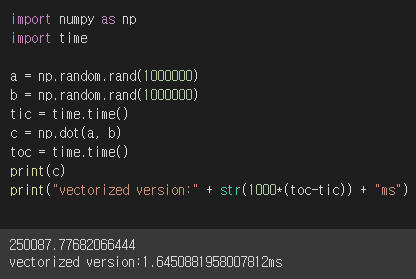 import numpy as np
import time
a = np.random.rand(1000000)
b = np.random.rand(1000000)
tic = time.time()
c = np.dot(a, b)
toc = time.time()
print(c)
print("vectorized version:" + str(1000*(toc-tic)) + "ms")
250087.77682066444
vectorized version:1.6450881958007812ms